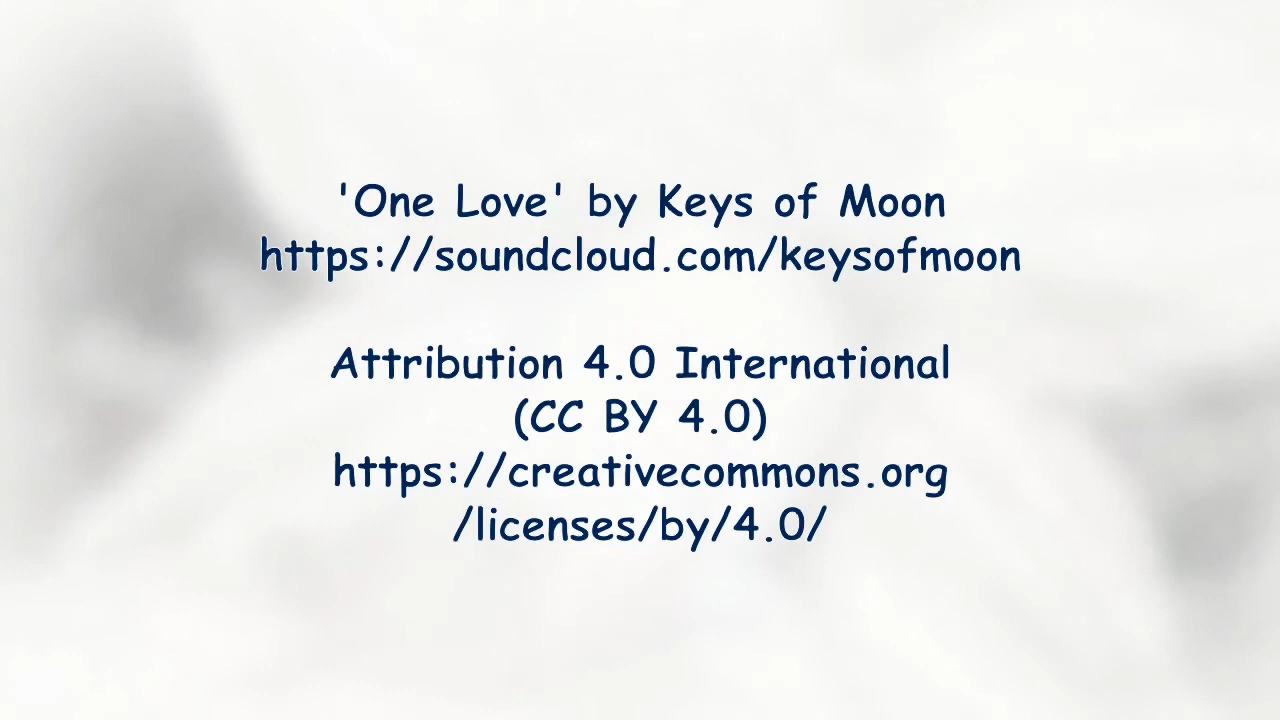 'One Love' by Keys of Moon
https://soundcloud.com/keysofmoon
Attribution 4.0 International
(CC BY 4.0)
https://creativecommons.org
/licenses/by/4.0/